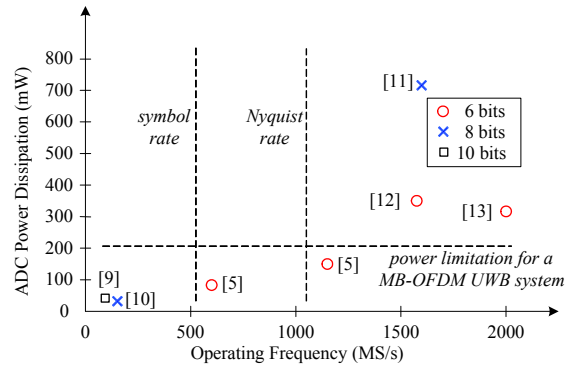 ADC Power Dissipation (mW)
800
700
600
500
400
300
200
100
0
symbol
rate
Nyquist
rate
[11]
6 bits
8 bits
10 bits
[12]
[13]
[9]
[10]
[5]
[5]
power limitation for a
MB-OFDM UWB system
0
500
1000
1500
2000
Operating Frequency (MS/s)